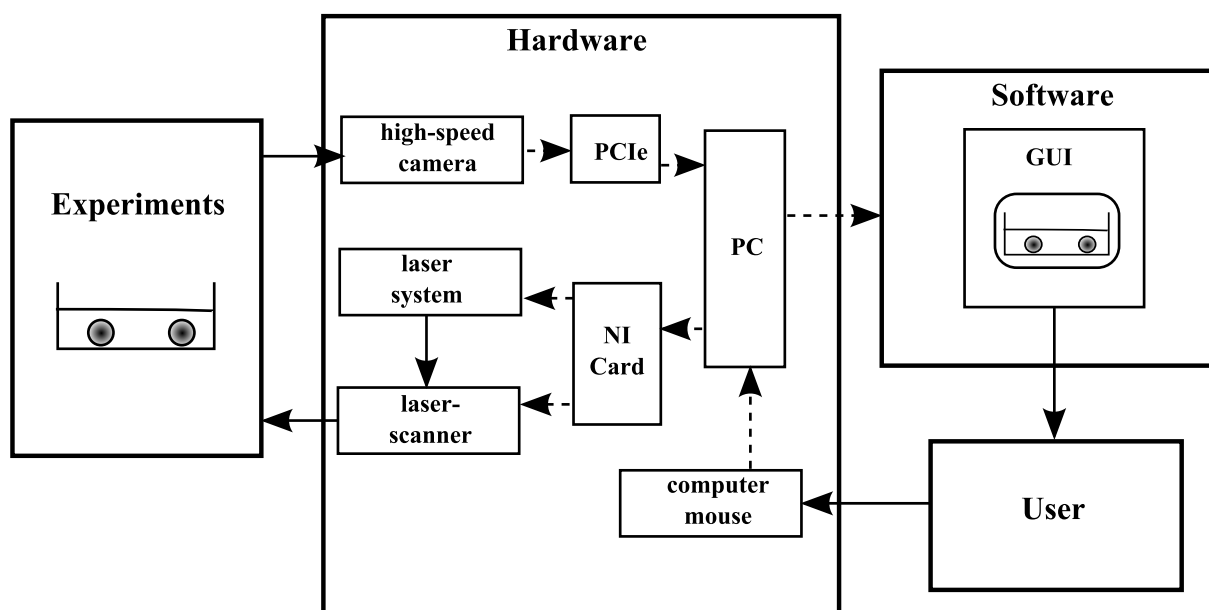 Hardware
Software
Experiments
high-speed
camera
PCIe
PC
GUI
laser
system
NI
Card
laser-
scanner
computer
mouse
User